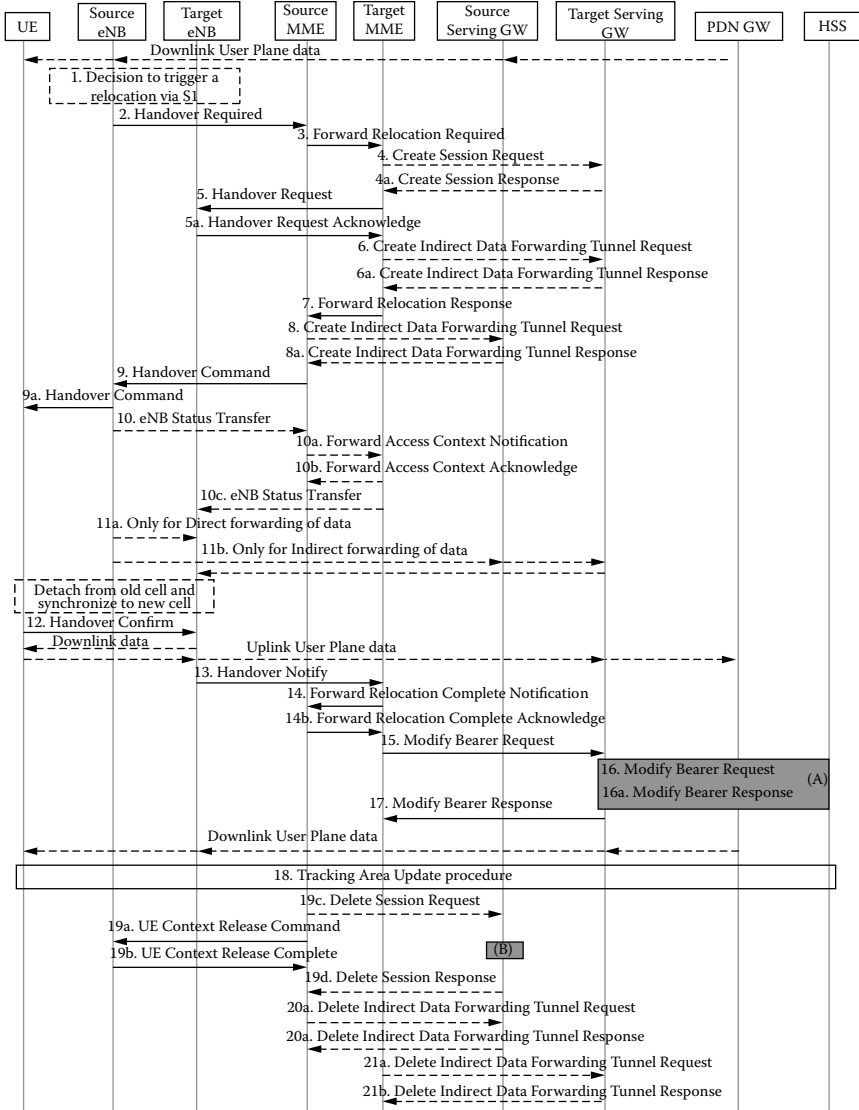 UE
Source
eNB
Target
eNB
Source
MME
Target
MME
Source
Serving GW
Target Serving
GW
PDN GW
HSS
Downlink User Plane data
1. Decision to trigger a
relocation via S1
2. Handover Required
3. Forward Relocation Required
4. Create Session Request
4a. Create Session Response
5. Handover Request
5a. Handover Request Acknowledge
6. Create Indirect Data Forwarding Tunnel Request
6a. Create Indirect Data Forwarding Tunnel Response
7. Forward Relocation Response
8. Create Indirect Data Forwarding Tunnel Request
8a. Create Indirect Data Forwarding Tunnel Response
9. Handover Command
9a. Handover Command
10. eNB Status Transfer
10a. Forward Access Context Notification
10b. Forward Access Context Acknowledge
10c. eNB Status Transfer
11a. Only for Direct forwarding of data
11b. Only for Indirect forwarding of data
Detach from old cell and
synchronize to new cell
12. Handover Confirm
Downlink data
Uplink User Plane data
13. Handover Notify
14. Forward Relocation Complete Notification
14b. Forward Relocation Complete Acknowledge
15. Modify Bearer Request
16. Modify Bearer Request
(A)
16a. Modify Bearer Response
17. Modify Bearer Response
Downlink User Plane data
18. Tracking Area Update procedure
19c. Delete Session Request
19a. UE Context Release Command
19b. UE Context Release Complete
(B)
19d. Delete Session Response
20a. Delete Indirect Data Forwarding Tunnel Request
20a. Delete Indirect Data Forwarding Tunnel Response
21a. Delete Indirect Data Forwarding Tunnel Request
21b. Delete Indirect Data Forwarding Tunnel Response